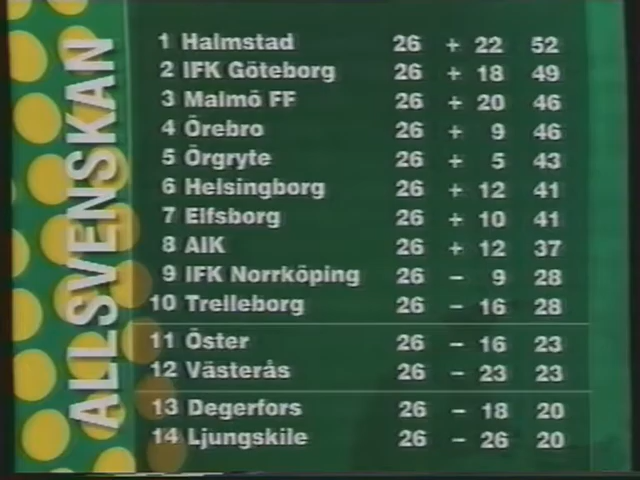 ALLSVENSKAN
1 Halmstad 26 + 22 52
2 IFK Göteborg 26 + 18 49
3 Malmö FF 26 + 20 46
4 Örebro 26 + 9 46
5 Örgryte 26 + 5 43
6 Helsingborg 26 + 12 41
7 Elfsborg 26 + 10 41
8 AIK 26 + 12 37
9 IFK Norrköping 26 - 9 28
10 Trelleborg 26 - 16 28
11 Öster 26 - 16 23
12 Västerås 26 - 23 23
13 Degerfors 26 - 18 20
14 Ljungskile 26 - 26 20